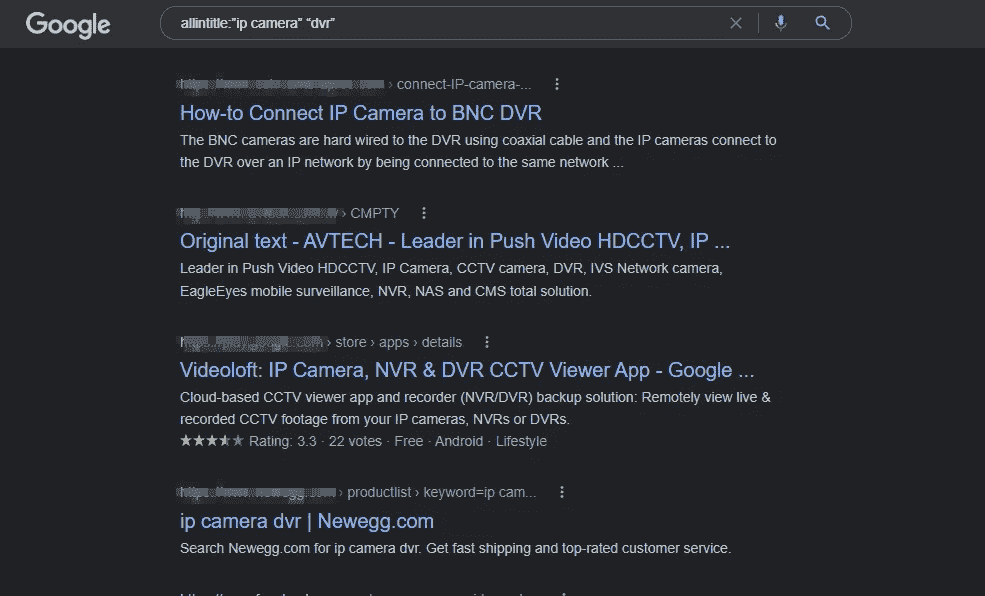 Google
allintitle:"ip camera" “dvr”
› connect-IP-camera-...
How-to Connect IP Camera to BNC DVR
The BNC cameras are hard wired to the DVR using coaxial cable and the IP cameras connect to
the DVR over an IP network by being connected to the same network ...
› CMPTY
Original text - AVTECH - Leader in Push Video HDCCTV, IP ...
Leader in Push Video HDCCTV, IP Camera, CCTV camera, DVR, IVS Network camera,
EagleEyes mobile surveillance, NVR, NAS and CMS total solution.
› store › apps › details
Videoloft: IP Camera, NVR & DVR CCTV Viewer App - Google ...
Cloud-based CCTV viewer app and recorder (NVR/DVR) backup solution: Remotely view live &
recorded CCTV footage from your IP cameras, NVRs or DVRs.
Rating: 3.3 · 22 votes · Free · Android · Lifestyle
› productlist › keyword=ip cam...
ip camera dvr | Newegg.com
Search Newegg.com for ip camera dvr. Get fast shipping and top-rated customer service.